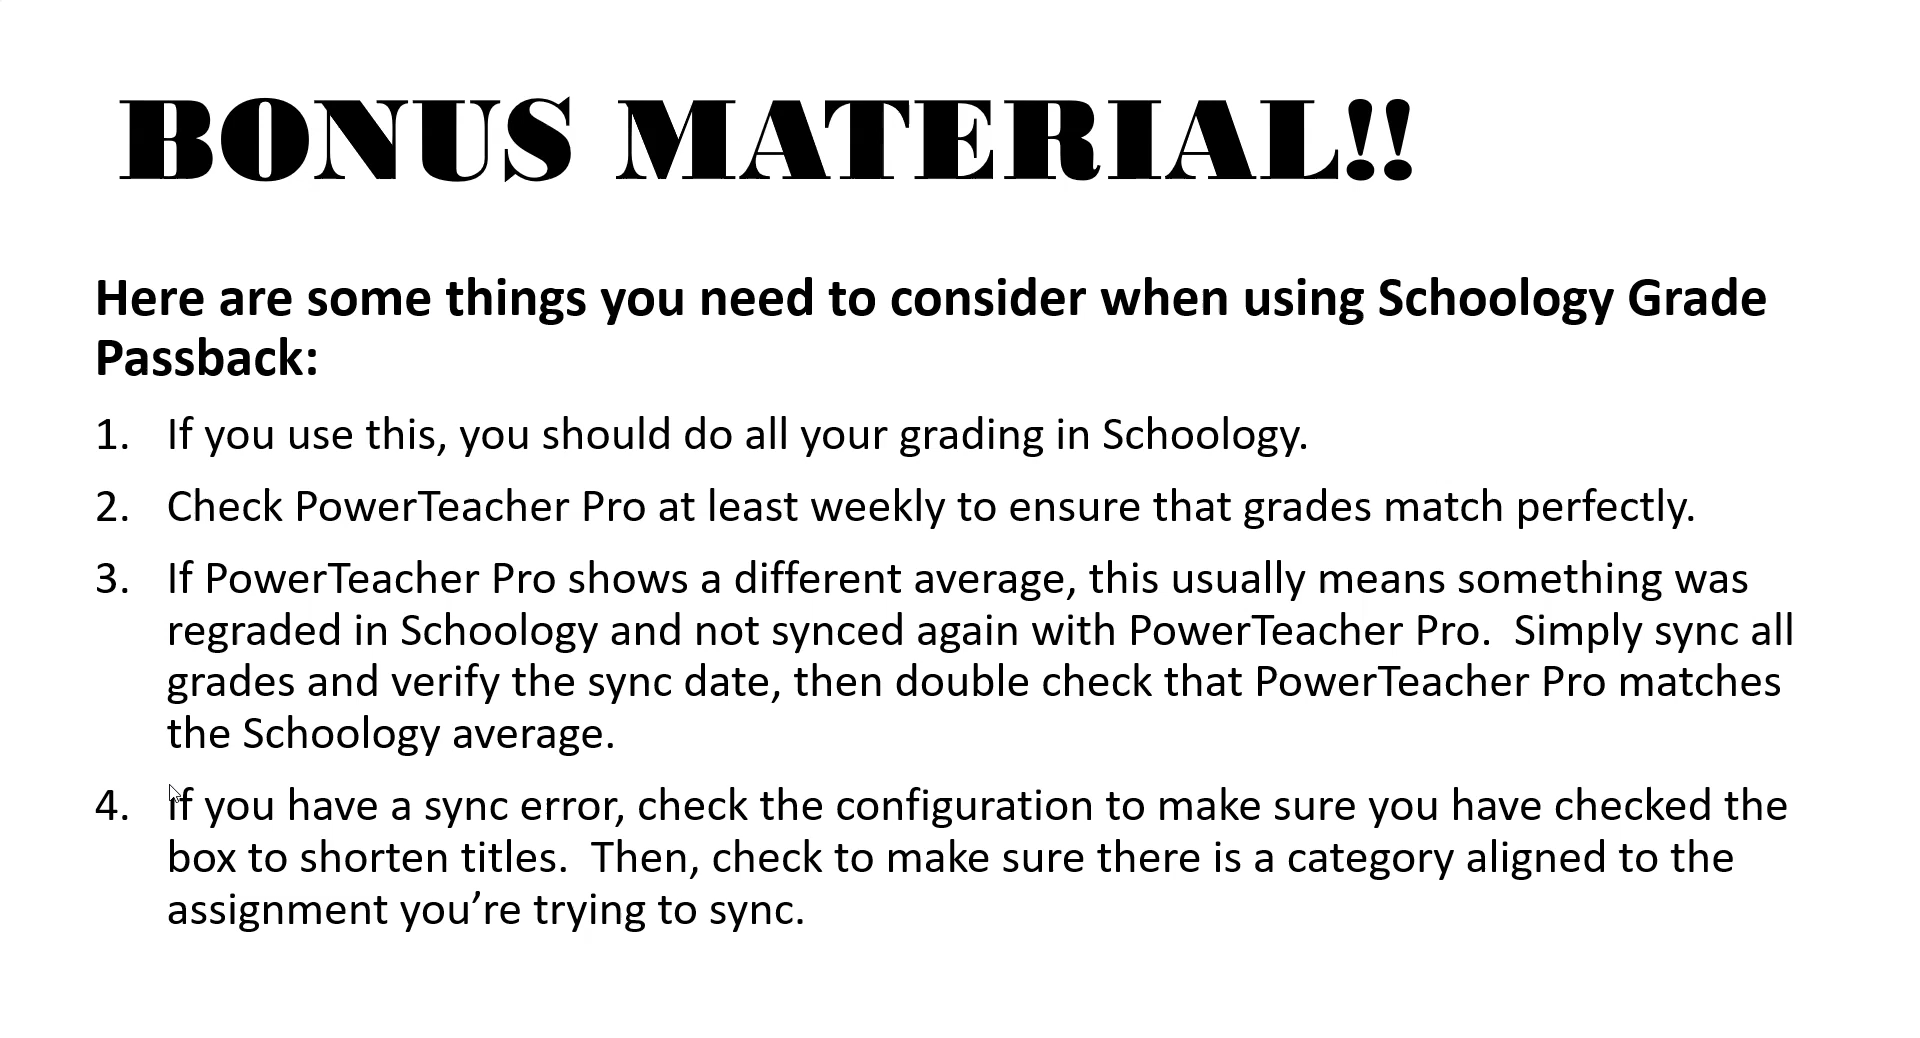 BONUS MATERIAL!!
Here are some things you need to consider when using Schoology Grade
Passback:
1. If you use this, you should do all your grading in Schoology.
2. Check PowerTeacher Pro at least weekly to ensure that grades match perfectly.
3. If PowerTeacher Pro shows a different average, this usually means something was
regraded in Schoology and not synced again with PowerTeacher Pro.  Simply sync all
grades and verify the sync date, then double check that PowerTeacher Pro matches
the Schoology average.
4. If you have a sync error, check the configuration to make sure you have checked the
box to shorten titles.  Then, check to make sure there is a category aligned to the
assignment you’re trying to sync.